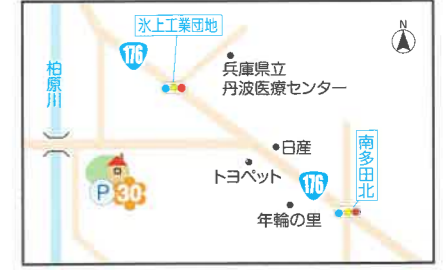 氷上工業団地
N
176
兵庫県立
丹波医療センター
柏原川
日産
南多田北
トヨペット
176
P 30
年輪の里